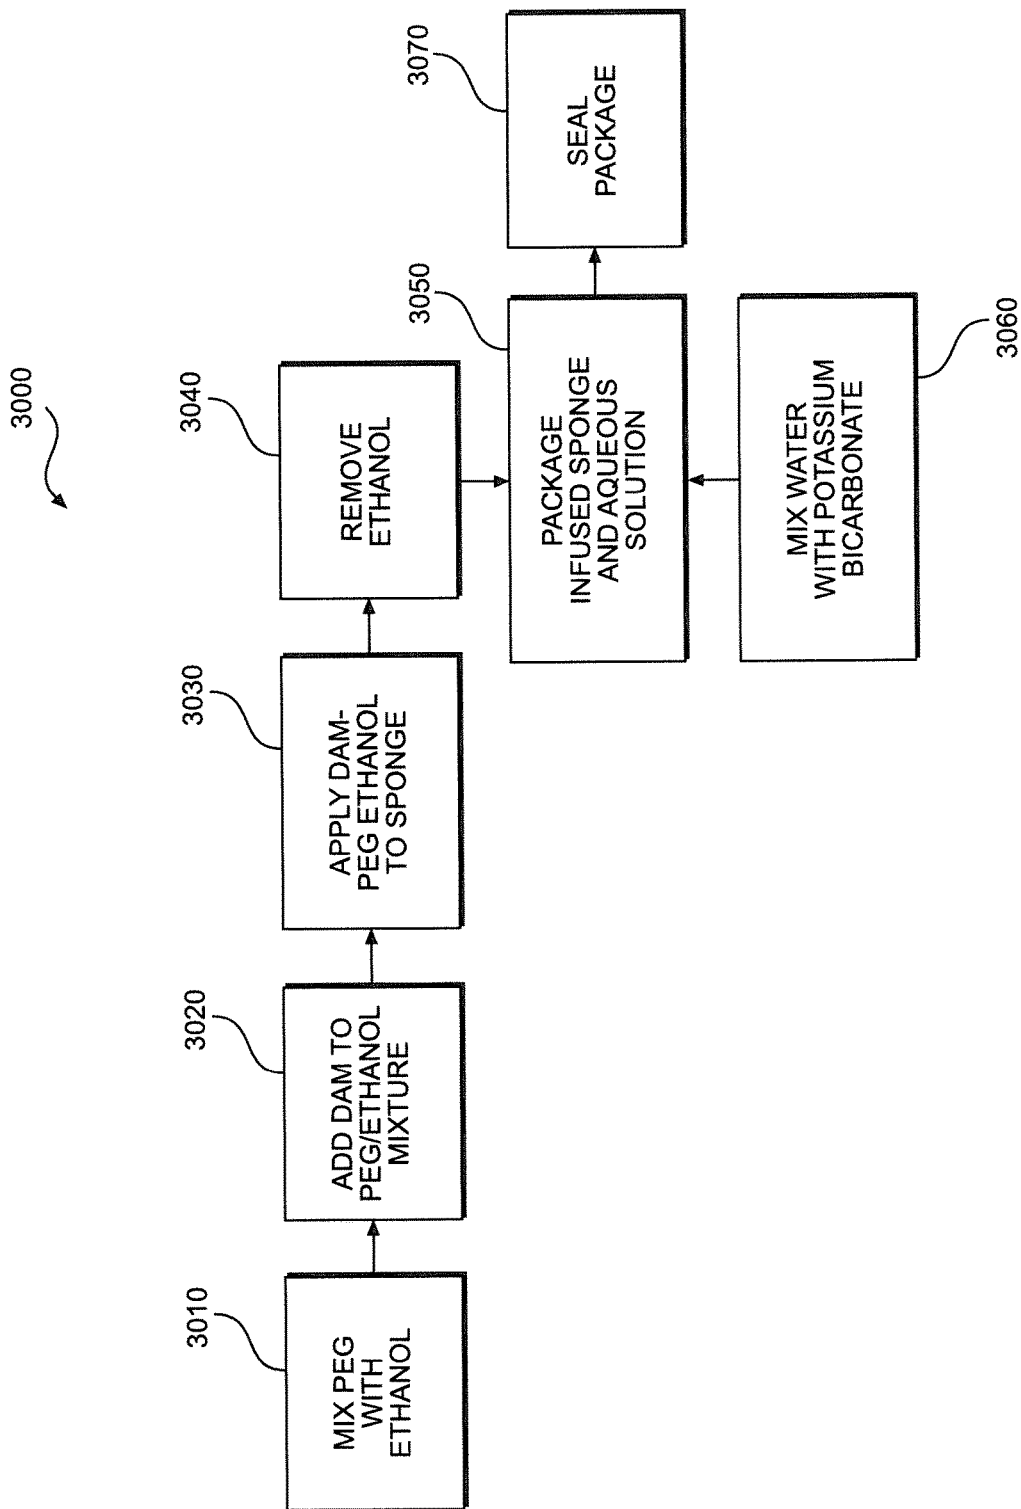 3000
3010
MIX PEG
WITH
ETHANOL
3020
ADD DAM TO
PEG/ETHANOL
MIXTURE
3030
APPLY DAM-
PEG ETHANOL
TO SPONGE
3040
REMOVE
ETHANOL
3050
PACKAGE
INFUSED SPONGE
AND AQUEOUS
SOLUTION
3060
MIX WATER
WITH POTASSIUM
BICARBONATE
3070
SEAL
PACKAGE